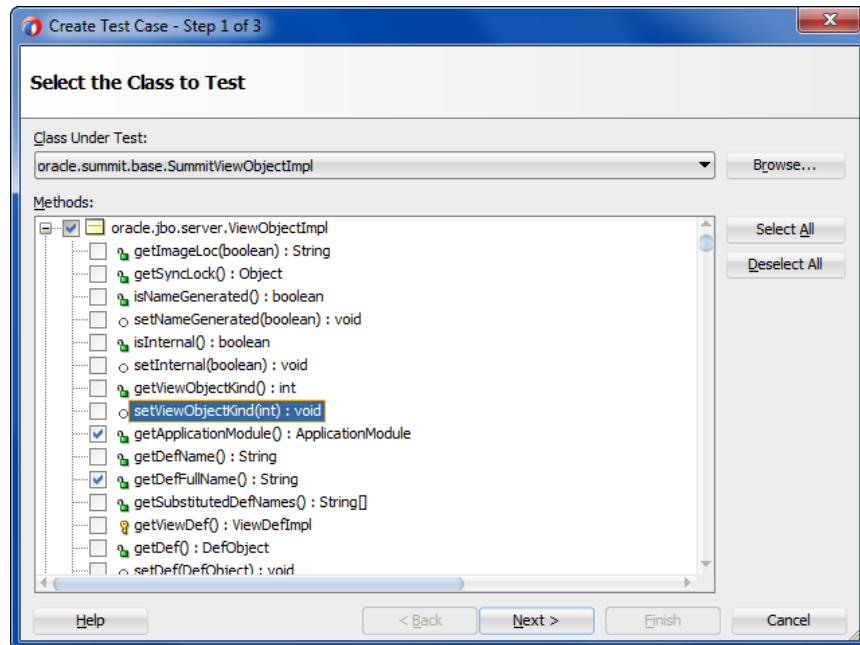 Create Test Case - Step 1 of 3
Select the Class to Test
Class Under Test:
oracle.summit.base.SummitViewObjectImpl
Browse...
Methods:
oracle.jbo.server.ViewObjectImpl
Select All
getImageLoc(boolean) : String
getSyncLock() : Object
Deselect All
isNameGenerated() : boolean
setNameGenerated(boolean) : void
isInternal() : boolean
setInternal(boolean) : void
getViewObjectKind() : int
setViewObjectKind(int) : void
getApplicationModule() : ApplicationModule
getDefName() : String
getDefFullName() : String
getSubstitutedDefNames() : String[]
getViewDef() : ViewDefImpl
getDef() : DefObject
setDef(DefObject) : void
Help
< Back
Next >
Finish
Cancel